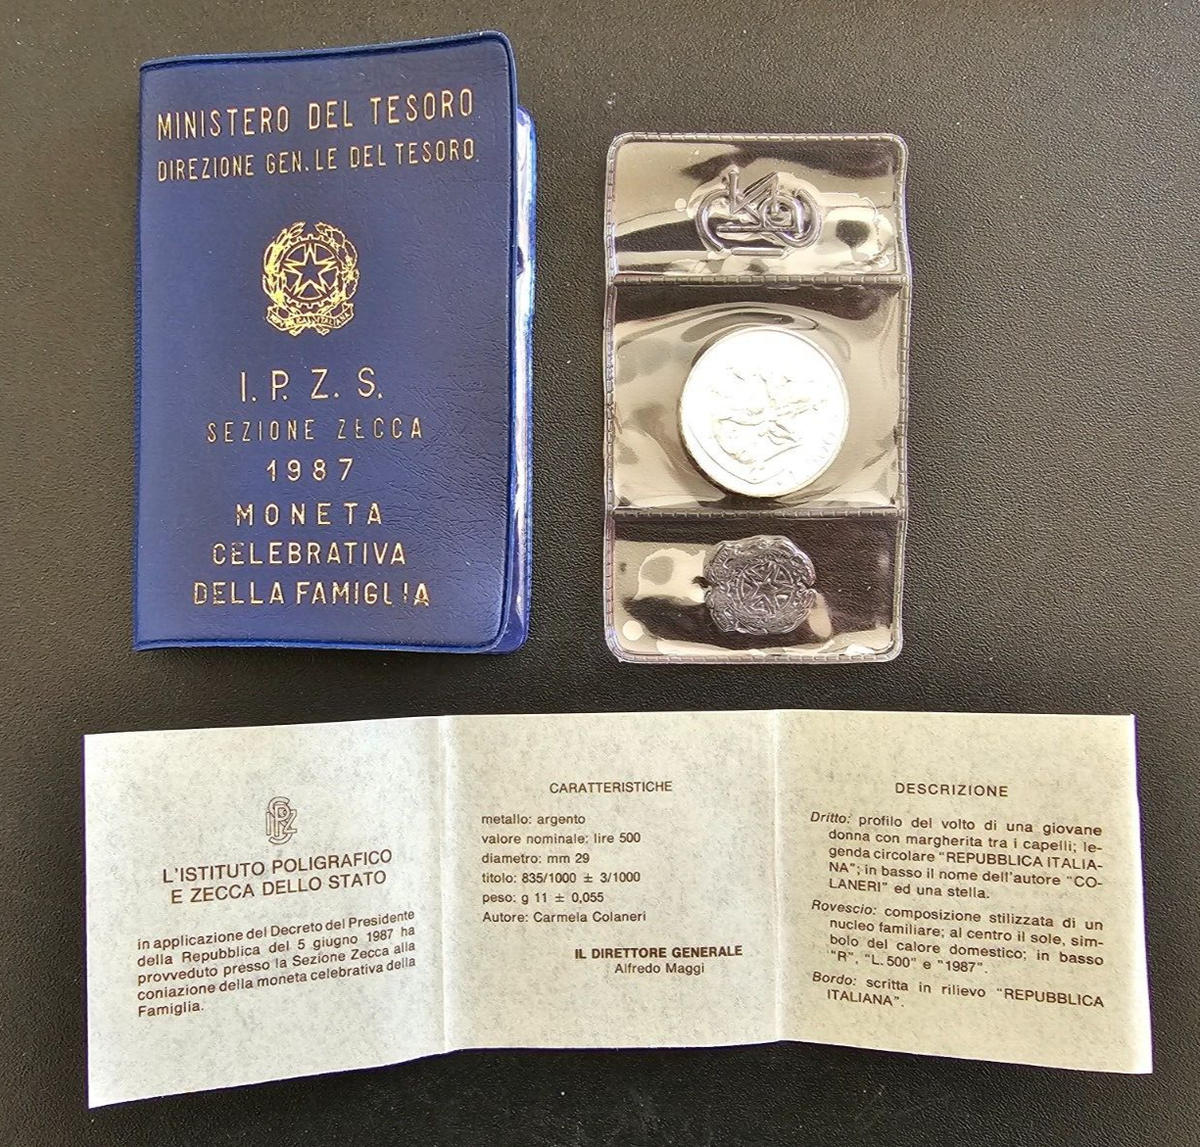 MINISTERO DEL TESORO
DIREZIONE GEN.LE DEL TESORO.
I.P.Z.S.
SEZIONE ZECCA
1987
MONETA
CELEBRATIVA
DELLA FAMIGLIA
L'ISTITUTO POLIGRAFICO
E ZECCA DELLO STATO
in applicazione del Decreto del Presidente
della Repubblica del 5 giugno 1987 ha
provveduto presso la Sezione Zecca alla
coniazione della moneta celebrativa della
Famiglia.
CARATTERISTICHE
metallo: argento
valore nominale: lire 500
diametro: mm 29
titolo: 835/1000 ± 3/1000
peso: g 11 ± 0,055
Autore: Carmela Colaneri
IL DIRETTORE GENERALE
Alfredo Maggi
DESCRIZIONE
Dritto: profilo del volto di una giovane
donna con margherita tra i capelli; le-
genda circolare "REPUBBLICA ITALIA-
NA"; in basso il nome dell'autore "CO-
LANERI" ed una stella.
Rovescio: composizione stilizzata di un
nucleo familiare; al centro il sole, sim-
bolo del calore domestico; in basso
"R", "L. 500" e "1987".
Bordo: scritta in rilievo "REPUBBLICA
ITALIANA".